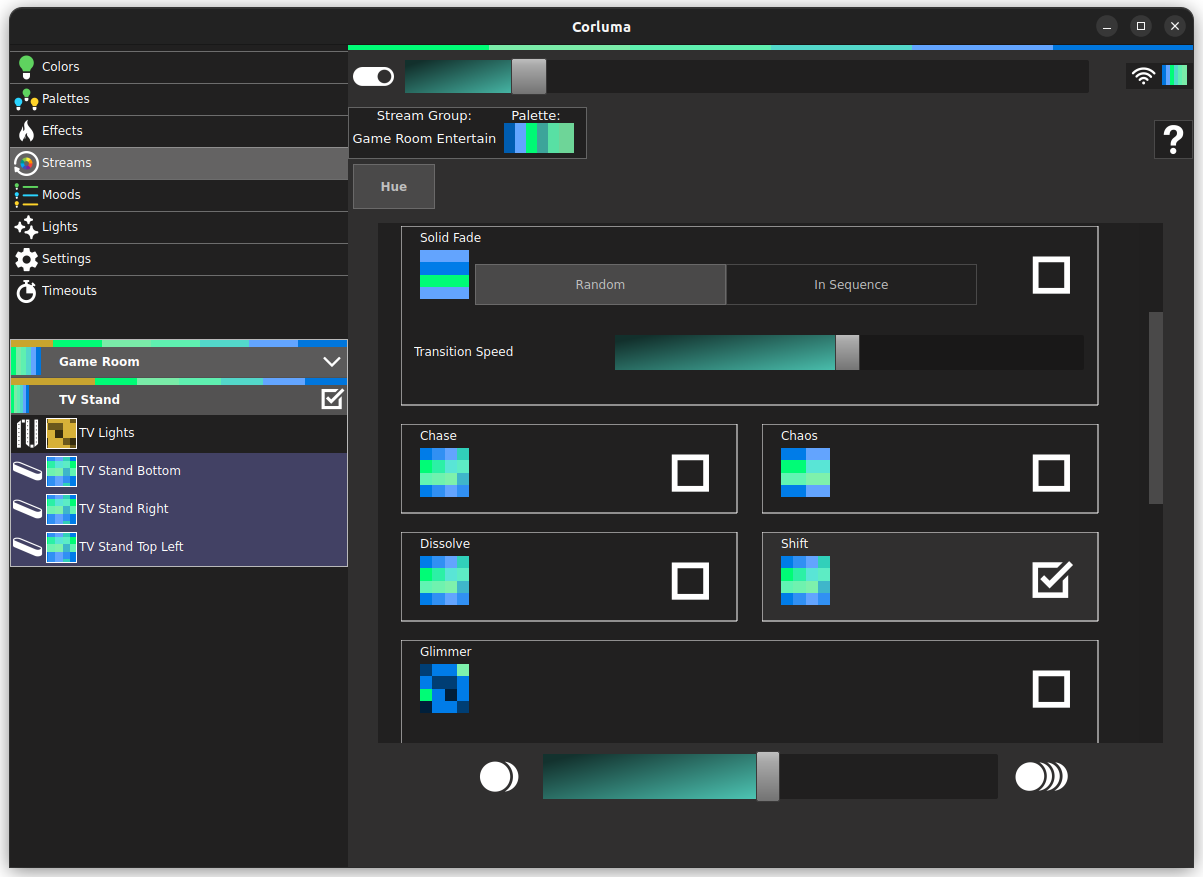 Corluma
Colors
Palettes
Effects
Streams
Moods
Lights
Settings
Timeouts
Game Room
TV Stand
TV Lights
TV Stand Bottom
TV Stand Right
TV Stand Top Left
Stream Group: Palette:
Game Room Entertain
?
Hue
Solid Fade
Random In Sequence
Transition Speed
Chase Chaos
Dissolve Shift
Glimmer